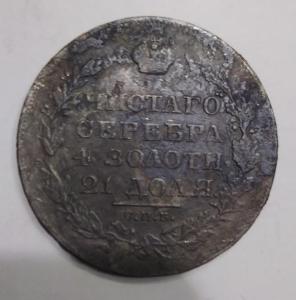 ЧИСТАГО
СЕРЕБРА
4 ЗОЛОТН
21 ДОЛЯ
С.П.Б.